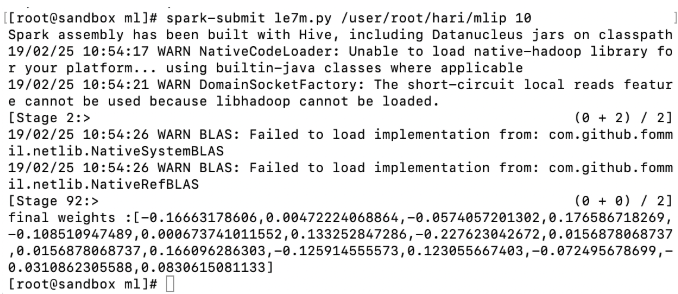 [[root@sandbox ml]# spark-submit le7m.py /user/root/hari/mlip 10 ]
Spark assembly has been built with Hive, including Datanucleus jars on classpath
19/02/25 10:54:17 WARN NativeCodeLoader: Unable to load native-hadoop library fo
r your platform... using builtin-java classes where applicable
19/02/25 10:54:21 WARN DomainSocketFactory: The short-circuit local reads featur
e cannot be used because libhadoop cannot be loaded.
[Stage 2:> (0 + 2) / 2]
19/02/25 10:54:26 WARN BLAS: Failed to load implementation from: com.github.fomm
il.netlib.NativeSystemBLAS
19/02/25 10:54:26 WARN BLAS: Failed to load implementation from: com.github.fomm
il.netlib.NativeRefBLAS
[Stage 92:> (0 + 0) / 2]
final weights :[-0.16663178606,0.00472224068864,-0.0574057201302,0.176586718269,
-0.108510947489,0.000673741011552,0.133252847286,-0.227623042672,0.0156878068737
,0.0156878068737,0.166096286303,-0.125914555573,0.123055667403,-0.072495678699,-
0.0310862305588,0.0830615081133]
[root@sandbox ml]#